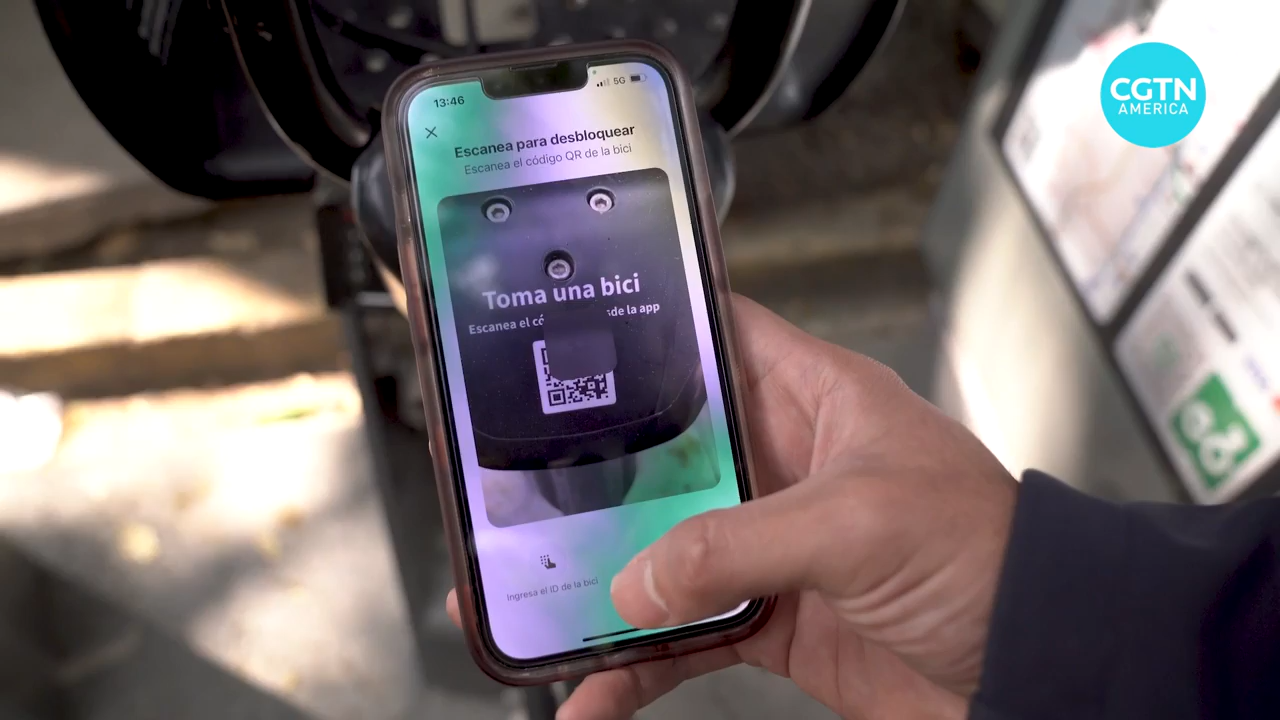 CGTN
AMERICA
13:46
5G
Escanea para desbloquear
Escanea el código QR de la bici
Toma una bici
Escanea el de la app
Ingresa el ID de la bici